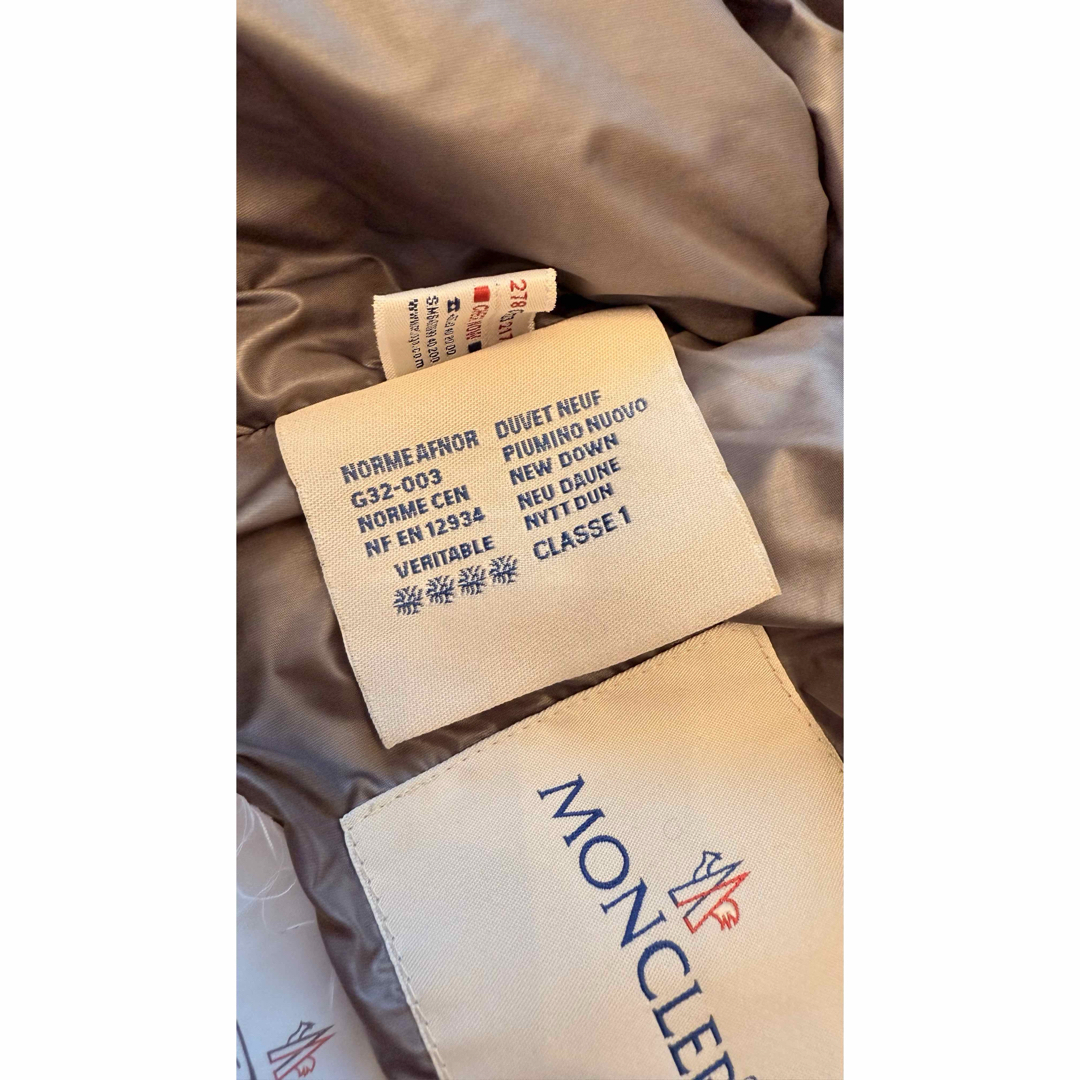 NORME AFNOR
G32-003
NORME CEN
NF EN 12934
VERITABLE
DUVET NEUF
PIUMINO NUOVO
NEW DOWN
NEU DAUNE
NYTT DUN
CLASSE 1
MONCLER